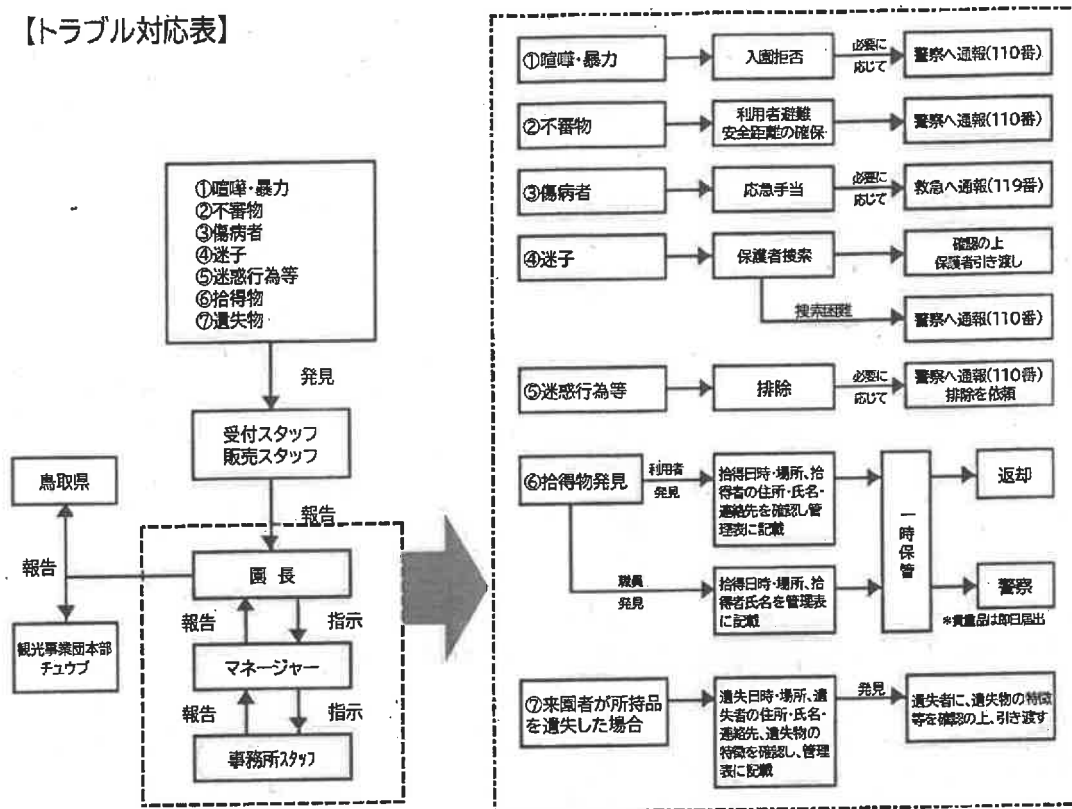 【トラブル対応表】
①喧嘩・暴力
②不審物
③傷病者
④迷子
⑤迷惑行為等
⑥拾得物
⑦遺失物
発見
受付スタッフ
販売スタッフ
報告
鳥取県
報告
観光事業団本部
チュウブ
園長
報告
指示
マネージャー
報告
指示
事務所スタッフ
①喧嘩・暴力
入園拒否
必要に
応じて
警察へ通報(110番)
②不審物
利用者避難
安全距離の確保
警察へ通報(110番)
③傷病者
応急手当
必要に
応じて
救急へ通報(119番)
④迷子
保護者捜索
確認の上
保護者引き渡し
捜索困難
警察へ通報(110番)
⑤迷惑行為等
排除
必要に
応じて
警察へ通報(110番)
排除を依頼
⑥拾得物発見
利用者
発見
拾得日時・場所、拾
得者の住所・氏名・
連絡先を確認し管
理表に記載
職員
発見
拾得日時・場所、拾
得者氏名を管理表
に記載
一時保管
返却
警察
*貴重品は即日届出
⑦来園者が所持品
を遺失した場合
遺失日時・場所、遺
失者の住所・氏名・
連絡先、遺失物の
特徴を確認し、管理
表に記載
発見
遺失者に、遺失物の特徴
等を確認の上、引き渡す